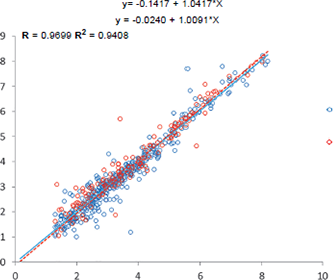 y= -0.1417 + 1.0417*X
y = -0.0240 + 1.0091*X
R = 0.9699 R² = 0.9408
9
8
7
6
5
4
3
2
1
0
0 2 4 6 8 10